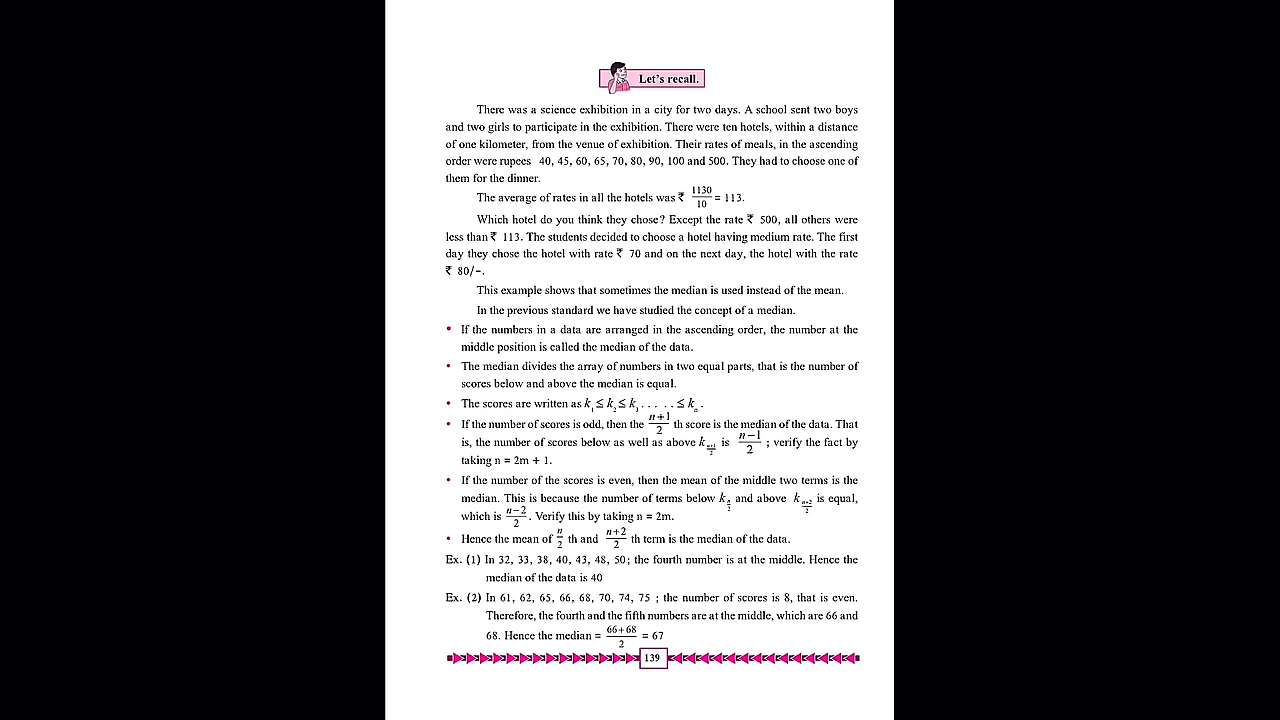 Let's recall.
There was a science exhibition in a city for two days. A school sent two boys
and two girls to participate in the exhibition. There were ten hotels, within a distance
of one kilometer, from the venue of exhibition. Their rates of meals, in the ascending
order were rupees 40, 45, 60, 65, 70, 80, 90, 100 and 500. They had to choose one of
them for the dinner.
The average of rates in all the hotels was ₹ 1130/10 = 113.
Which hotel do you think they chose? Except the rate ₹ 500, all others were
less than ₹ 113. The students decided to choose a hotel having medium rate. The first
day they chose the hotel with rate ₹ 70 and on the next day, the hotel with the rate
₹ 80/-.
This example shows that sometimes the median is used instead of the mean.
In the previous standard we have studied the concept of a median.
• If the numbers in a data are arranged in the ascending order, the number at the
middle position is called the median of the data.
• The median divides the array of numbers in two equal parts, that is the number of
scores below and above the median is equal.
• The scores are written as k₁ ≤ k₂ ≤ k₃ . . . . . ≤ kₙ .
• If the number of scores is odd, then the (n+1)/2 th score is the median of the data. That
is, the number of scores below as well as above k_(n+1)/2 is (n−1)/2 ; verify the fact by
taking n = 2m + 1.
• If the number of the scores is even, then the mean of the middle two terms is the
median. This is because the number of terms below k_n/2 and above k_(n+2)/2 is equal,
which is (n−2)/2 . Verify this by taking n = 2m.
• Hence the mean of n/2 th and (n+2)/2 th term is the median of the data.
Ex. (1) In 32, 33, 38, 40, 43, 48, 50; the fourth number is at the middle. Hence the
median of the data is 40
Ex. (2) In 61, 62, 65, 66, 68, 70, 74, 75 ; the number of scores is 8, that is even.
Therefore, the fourth and the fifth numbers are at the middle, which are 66 and
68. Hence the median = (66+68)/2 = 67
139